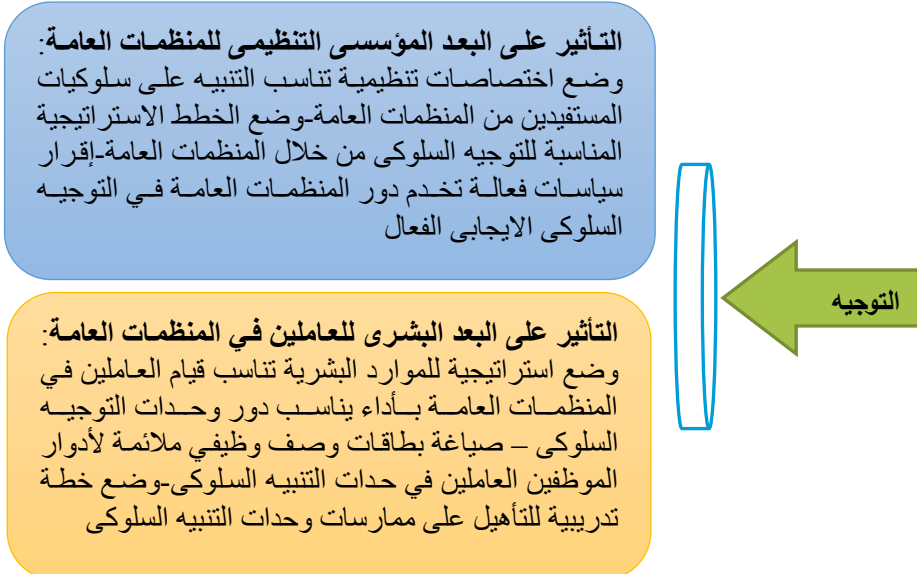 التأثير على البعد المؤسسى التنظيمى للمنظمات العامة:
وضع اختصاصات تنظيمية تناسب التنبيه على سلوكيات
المستفيدين من المنظمات العامة-وضع الخطط الاستراتيجية
المناسبة للتوجيه السلوكى من خلال المنظمات العامة-إقرار
سياسات فعالة تخدم دور المنظمات العامة في التوجيه
السلوكى الايجابى الفعال
التوجيه
التأثير على البعد البشرى للعاملين في المنظمات العامة:
وضع استراتيجية للموارد البشرية تناسب قيام العاملين في
المنظمات العامة بأداء يناسب دور وحدات التوجيه
السلوكى – صياغة بطاقات وصف وظيفي ملائمة لأدوار
الموظفين العاملين في حدات التنبيه السلوكى-وضع خطة
تدريبية للتأهيل على ممارسات وحدات التنبيه السلوكى